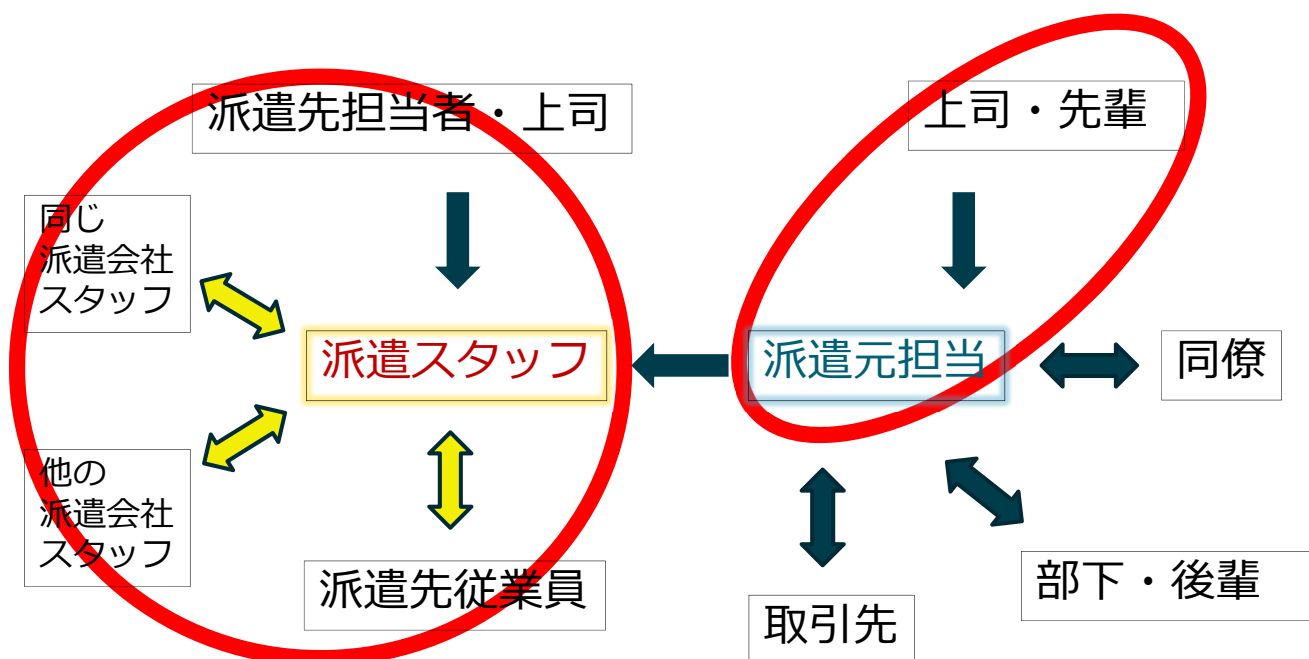 派遣先担当者・上司
上司・先輩
同じ
派遣会社
スタッフ
派遣スタッフ
派遣元担当
同僚
他の
派遣会社
スタッフ
派遣先従業員
取引先
部下・後輩